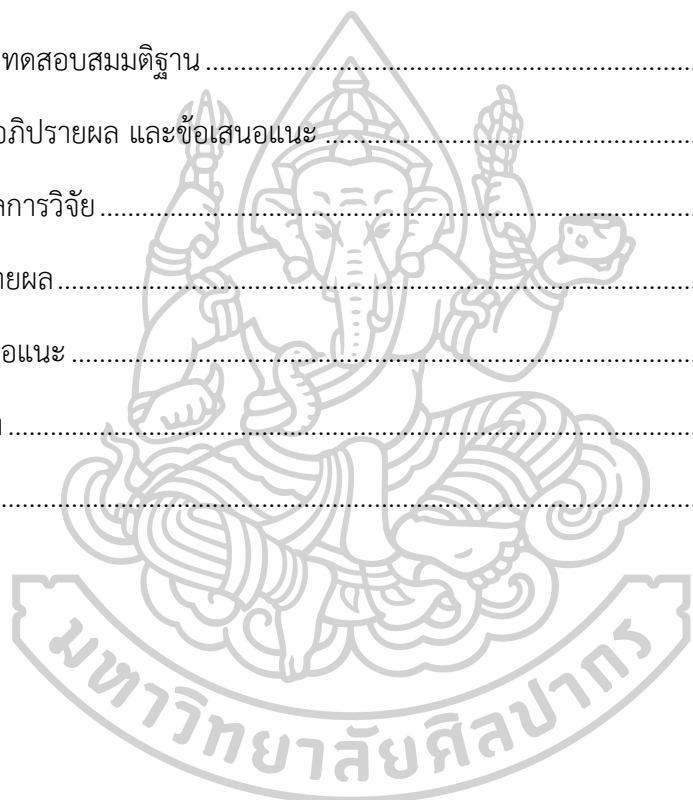 ทดสอบสมมติฐาน ........................................................................
อภิปรายผล และข้อเสนอแนะ ......................................................
ลการวิจัย ........................................................................
ายผล ........................................................................
อแนะ ........................................................................
........................................................................
........................................................................
มหาวิทยาลัยศิลปากร